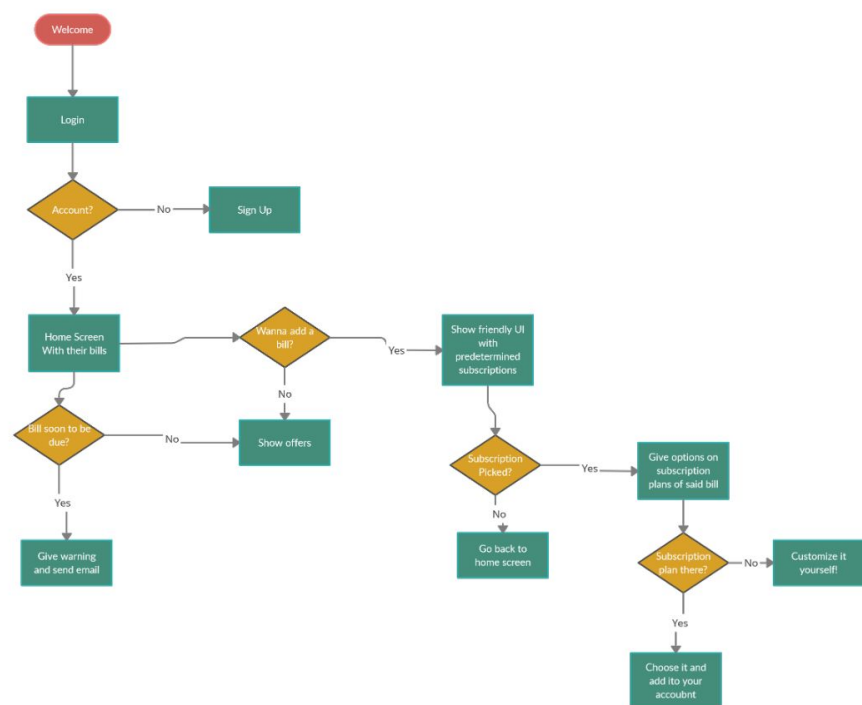 Welcome
Login
Account?
No
Sign Up
Yes
Home Screen
With their bills
Wanna add a
bill?
Yes
Show friendly UI
with
predetermined
subscriptions
No
Bill soon to be
due?
No
Show offers
Yes
Give warning
and send email
Subscription
Picked?
Yes
Give options on
subscription
plans of said bill
No
Go back to
home screen
Subscription
plan there?
No
Customize it
yourself!
Yes
Choose it and
add ito your
accoubnt